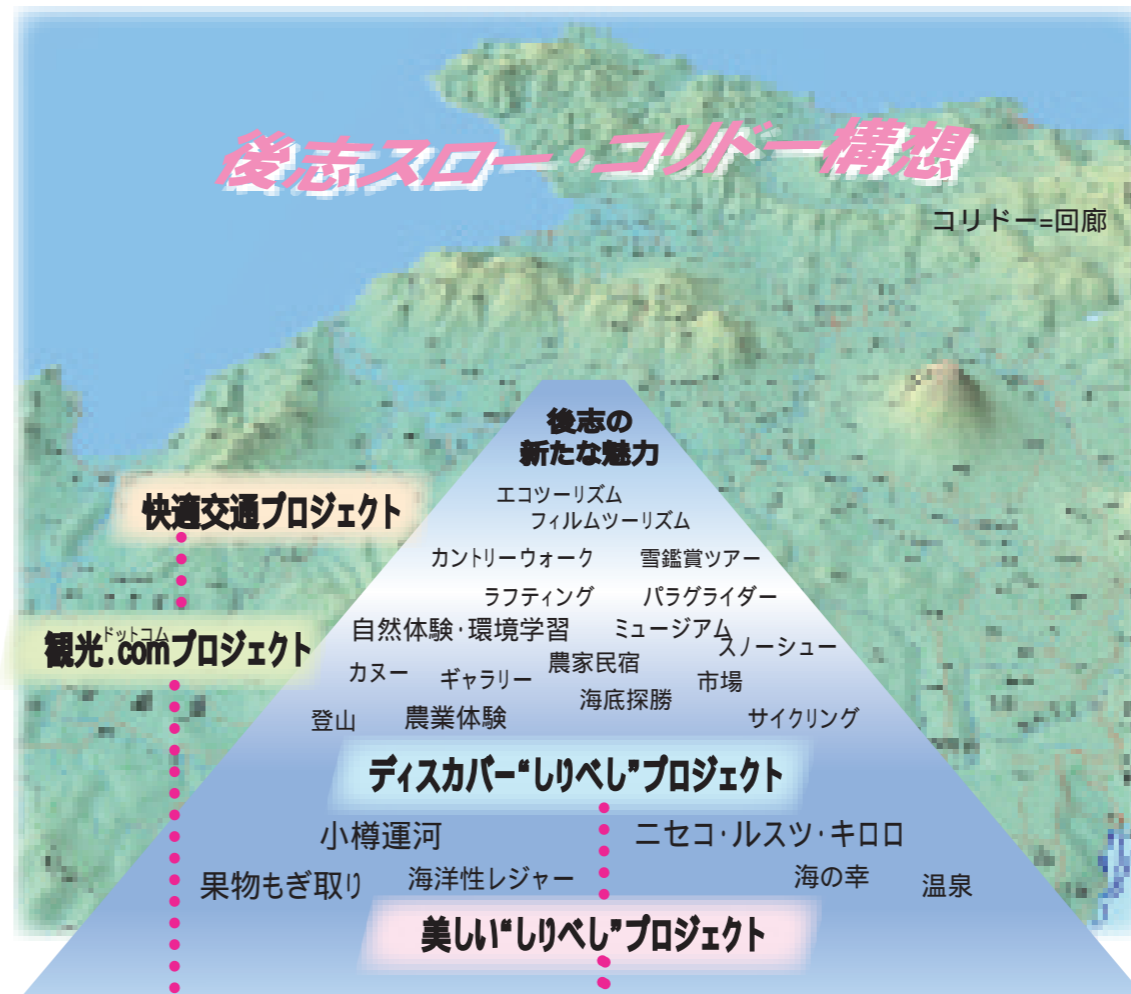 後志スロー・コリドー構想
コリドー=回廊
後志の
新たな魅力
エコツーリズム
フィルムツーリズム
快適交通プロジェクト
カントリーウォーク
雪鑑賞ツアー
ラフティング
パラグライダー
自然体験・環境学習
ミュージアム
スノーシュー
ドットコム
観光.comプロジェクト
カヌー
ギャラリー
農家民宿
市場
海底探勝
登山
農業体験
サイクリング
ディスカバー“しりべし”プロジェクト
小樽運河
ニセコ・ルスツ・キロロ
果物もぎ取り
海洋性レジャー
海の幸
温泉
美しい“しりべし”プロジェクト